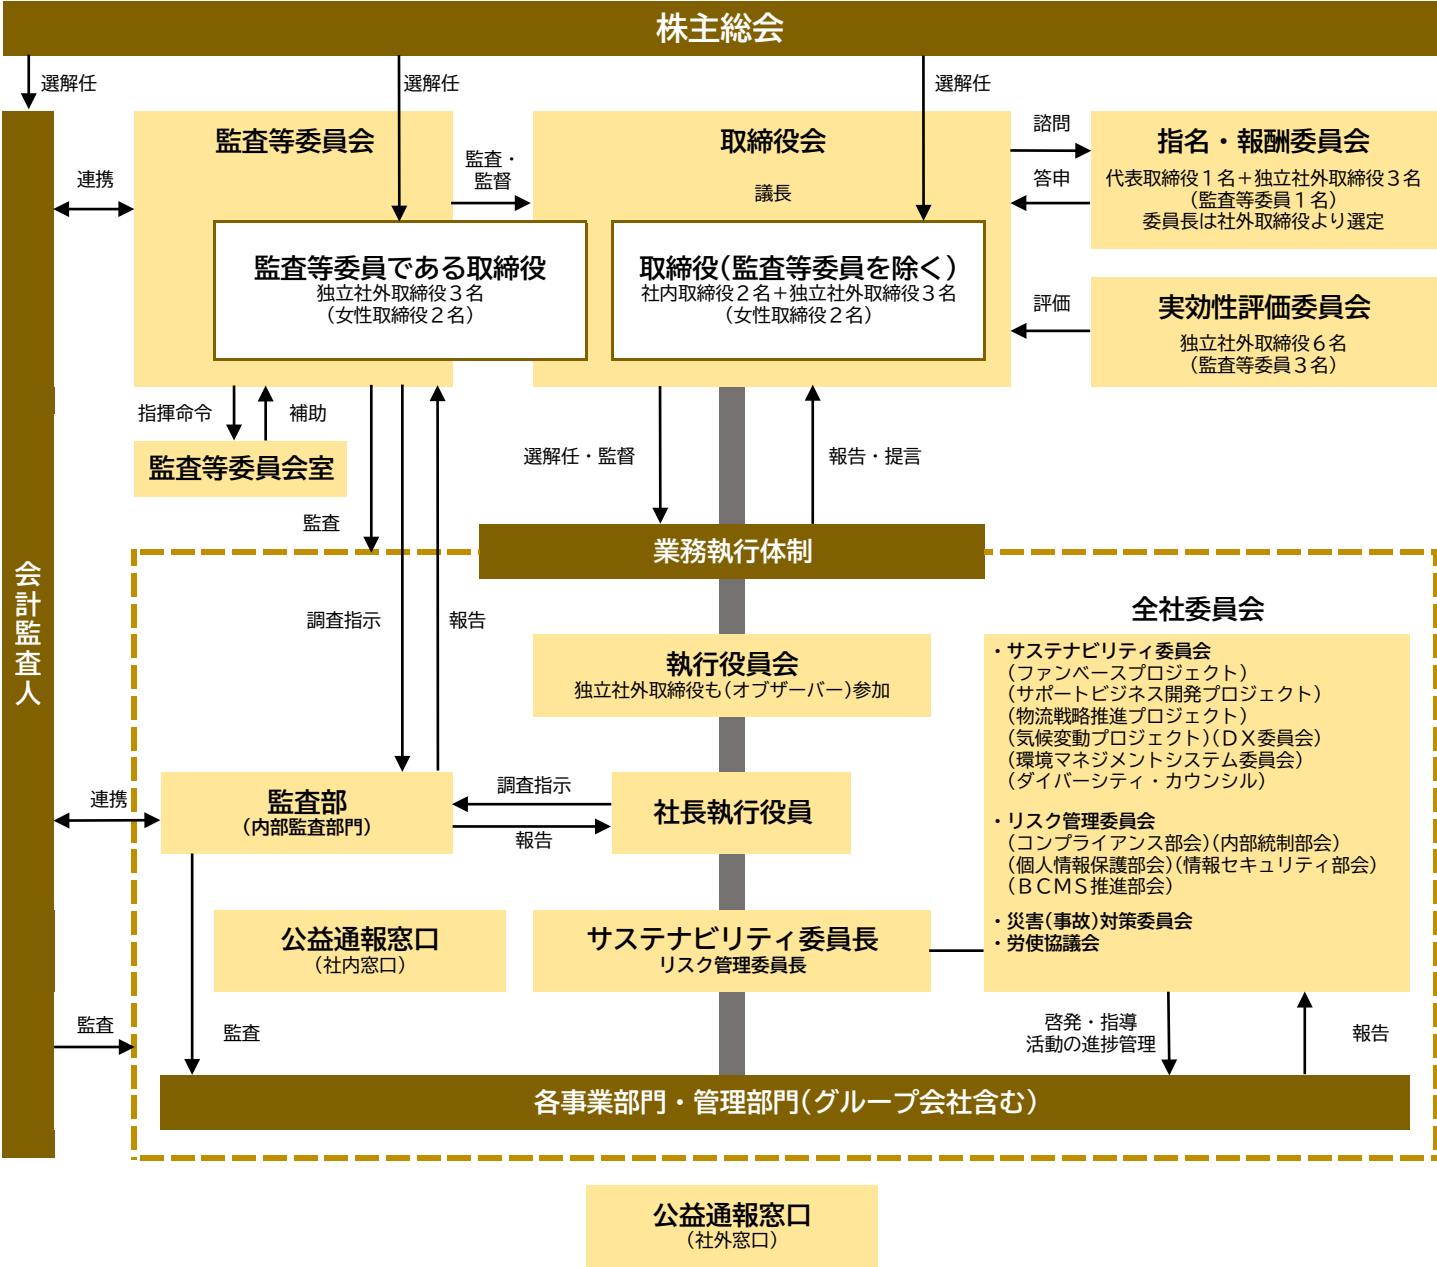 株主総会
選解任
選解任
選解任
会計監査人
監査等委員会
監査・
監督
取締役会
議長
諮問
答申
指名・報酬委員会
代表取締役１名＋独立社外取締役３名
（監査等委員１名）
委員長は社外取締役より選定
連携
監査等委員である取締役
独立社外取締役３名
（女性取締役２名）
取締役（監査等委員を除く）
社内取締役２名＋独立社外取締役３名
（女性取締役２名）
評価
実効性評価委員会
独立社外取締役６名
（監査等委員３名）
指揮命令
補助
監査等委員会室
選解任・監督
報告・提言
監査
業務執行体制
調査指示
報告
執行役員会
独立社外取締役も（オブザーバー）参加
全社委員会
・サステナビリティ委員会
（ファンベースプロジェクト）
（サポートビジネス開発プロジェクト）
（物流戦略推進プロジェクト）
（気候変動プロジェクト）（ＤＸ委員会）
（環境マネジメントシステム委員会）
（ダイバーシティ・カウンシル）
・リスク管理委員会
（コンプライアンス部会）（内部統制部会）
（個人情報保護部会）（情報セキュリティ部会）
（ＢＣＭＳ推進部会）
・災害（事故）対策委員会
・労使協議会
連携
監査部
（内部監査部門）
調査指示
報告
社長執行役員
公益通報窓口
（社内窓口）
サステナビリティ委員長
リスク管理委員長
監査
監査
啓発・指導
活動の進捗管理
報告
各事業部門・管理部門（グループ会社含む）
公益通報窓口
（社外窓口）